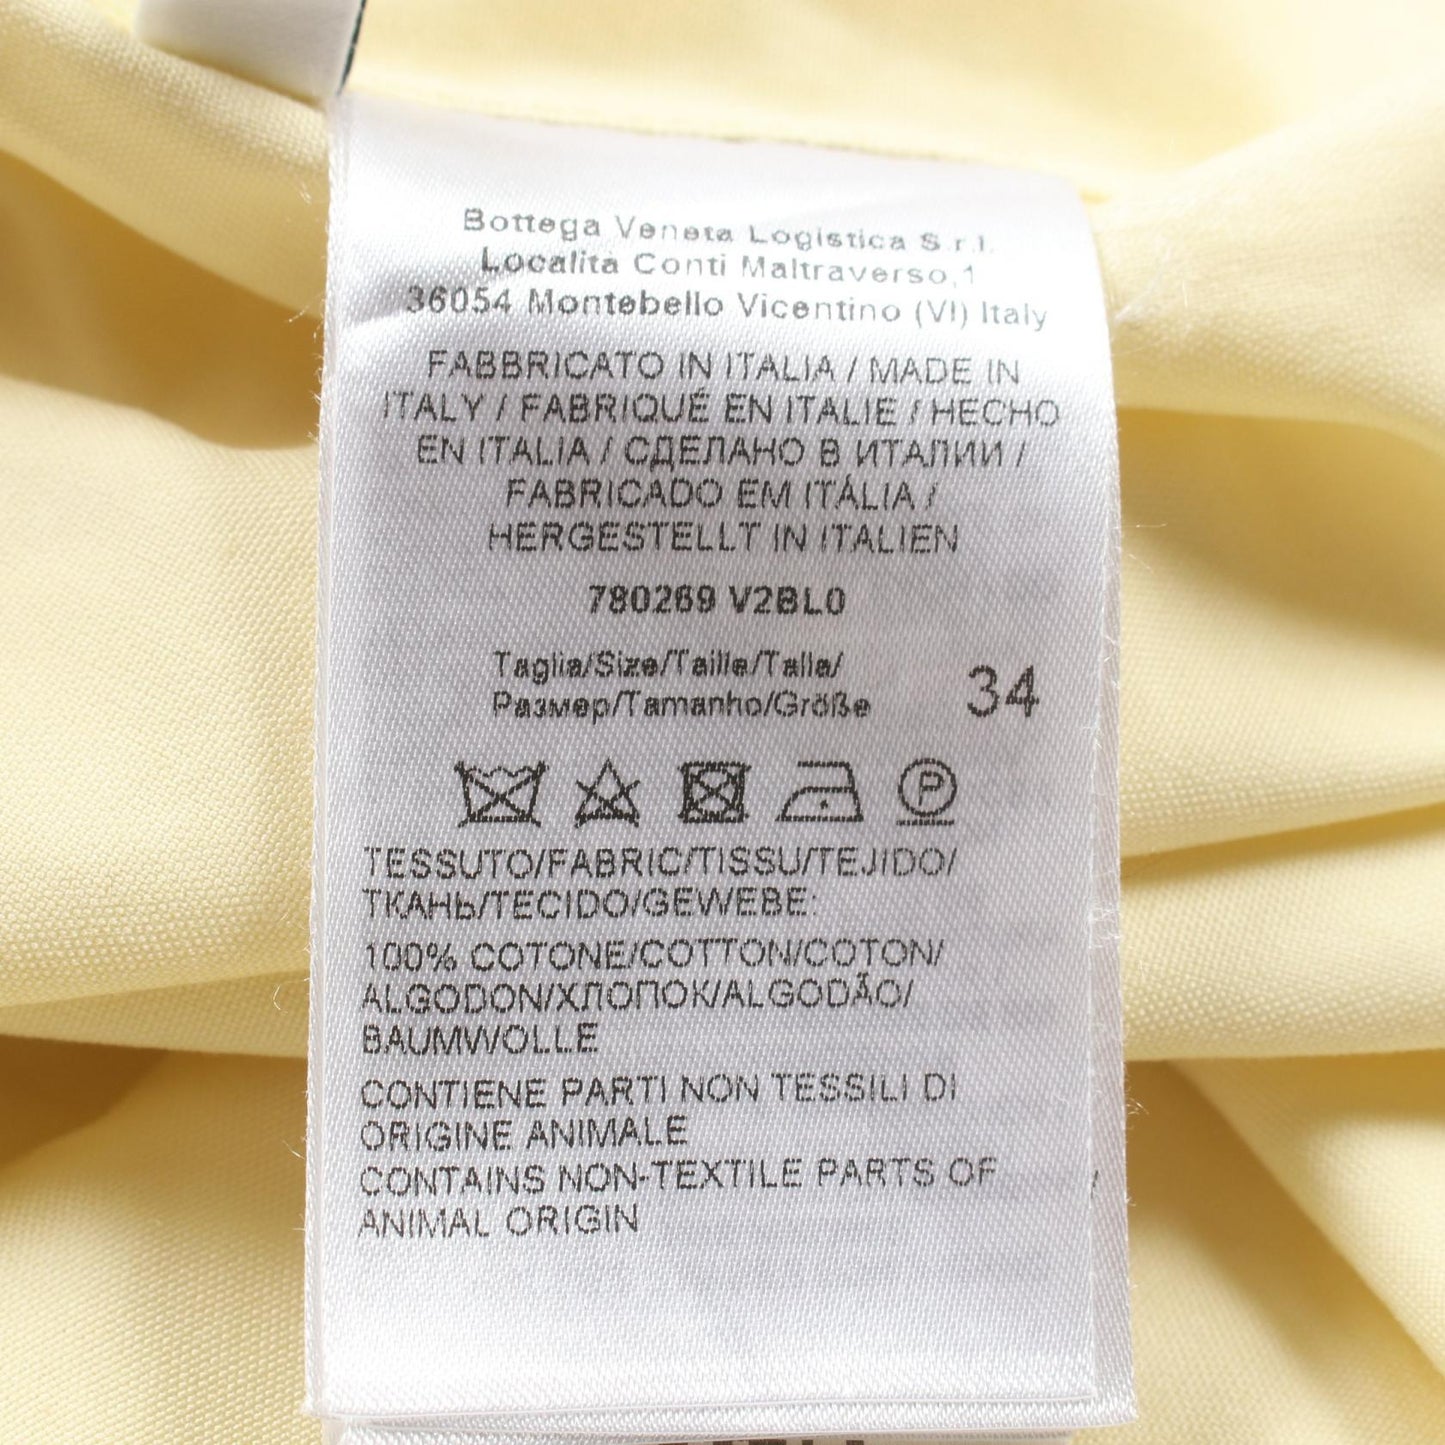 Bottega Veneta Logistica S.r.l.
Località Conti Maltraverso,1
36054 Montebello Vicentino (VI) Italy
FABBRICATO IN ITALIA / MADE IN
ITALY / FABRIQUÉ EN ITALIE / HECHO
EN ITALIA / СДЕЛАНО В ИТАЛИИ /
FABRICADO EM ITÁLIA /
HERGESTELLT IN ITALIEN
780269 V2BL0
Taglia/Size/Taille/Talla/
Размер/Tamanho/Größe
34
P
TESSUTO/FABRIC/TISSU/TEJIDO/
ТКАНЬ/TECIDO/GEWEBE:
100% COTONE/COTTON/COTON/
ALGODON/ХЛОПОК/ALGODÃO/
BAUMWOLLE
CONTIENE PARTI NON TESSILI DI
ORIGINE ANIMALE
CONTAINS NON-TEXTILE PARTS OF
ANIMAL ORIGIN